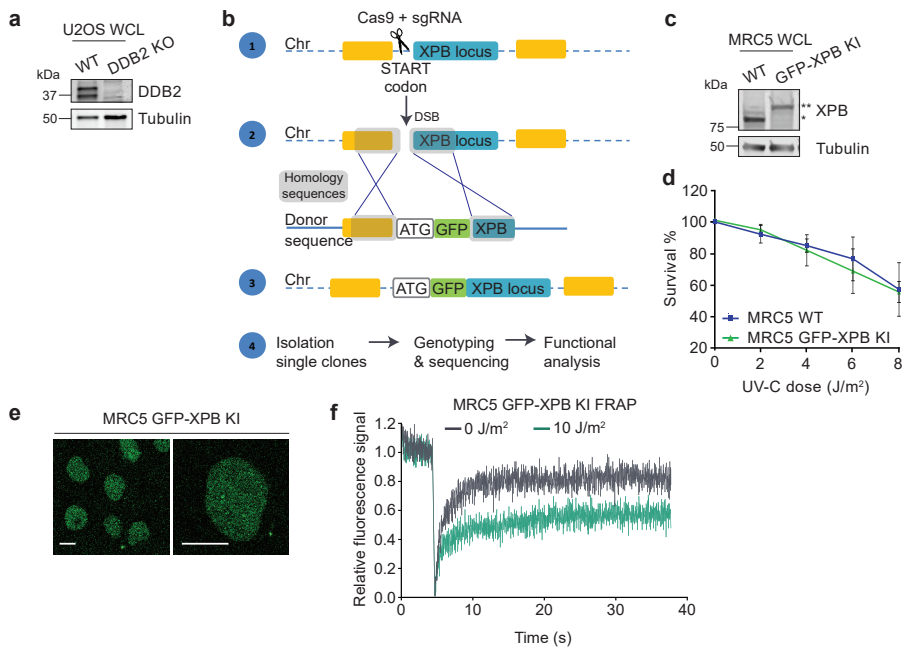 a
U2OS WCL
WT
DDB2 KO
kDa
37
DDB2
50
Tubulin
b
Cas9 + sgRNA
1
Chr
XPB locus
START
codon
DSB
2
Chr
XPB locus
Homology
sequences
Donor
sequence
ATG
GFP
XPB
3
Chr
ATG
GFP
XPB locus
4
Isolation
single clones
Genotyping
& sequencing
Functional
analysis
c
MRC5 WCL
WT
GFP-XPB KI
kDa
**
*
XPB
75
50
Tubulin
d
Survival %
120
100
80
60
40
20
MRC5 WT
MRC5 GFP-XPB KI
0 2 4 6 8
UV-C dose (J/m²)
e
MRC5 GFP-XPB KI
f
MRC5 GFP-XPB KI FRAP
0 J/m² 10 J/m²
Relative fluorescence signal
1.2
1.0
0.8
0.6
0.4
0.2
0.0
0 10 20 30 40
Time (s)